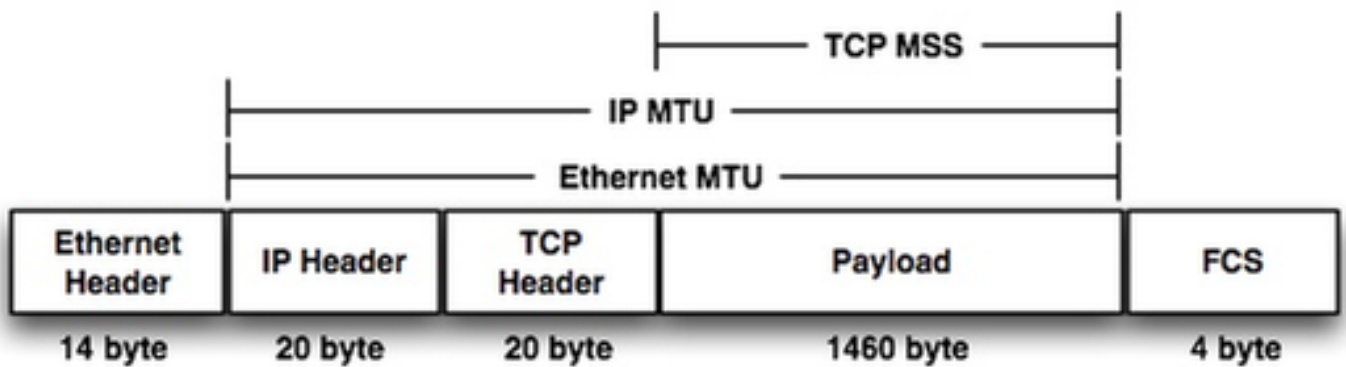 TCP MSS
IP MTU
Ethernet MTU
Ethernet
Header
IP Header
TCP
Header
Payload
FCS
14 byte
20 byte
20 byte
1460 byte
4 byte